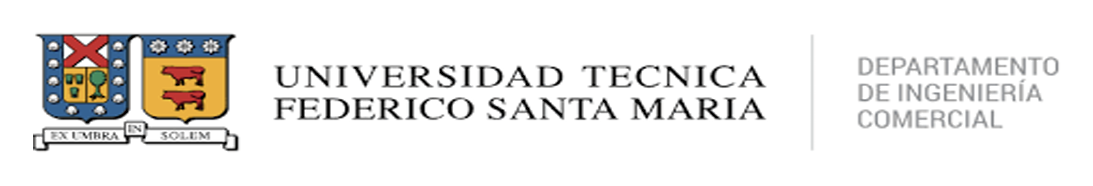 EX UMBRA IN SOLEM
UNIVERSIDAD TECNICA
FEDERICO SANTA MARIA
DEPARTAMENTO
DE INGENIERÍA
COMERCIAL